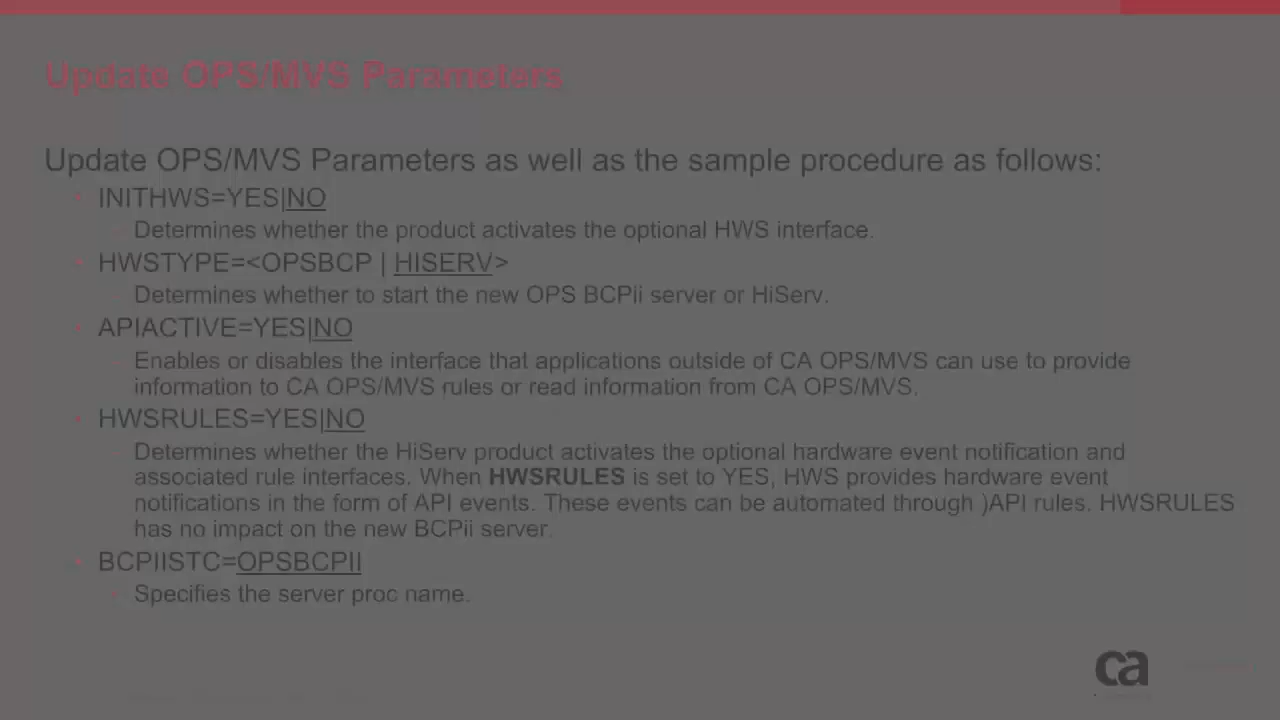 Update OPS/MVS Parameters
Update OPS/MVS Parameters as well as the sample procedure as follows:
INITHWS=YES|NO
Determines whether the product activates the optional HWS interface.
HWSTYPE=<OPSBCP | HISERV>
Determines whether to start the new OPS BCPii server or HiServ.
APIACTIVE=YES|NO
Enables or disables the interface that applications outside of CA OPS/MVS can use to provide
information to CA OPS/MVS rules or read information from CA OPS/MVS.
HWSRULES=YES|NO
Determines whether the HiServ product activates the optional hardware event notification and
associated rule interfaces. When HWSRULES is set to YES, HWS provides hardware event
notifications in the form of API events. These events can be automated through )API rules. HWSRULES
has no impact on the new BCPii server.
BCPIISTC=OPSBCPII
Specifies the server proc name.
ca